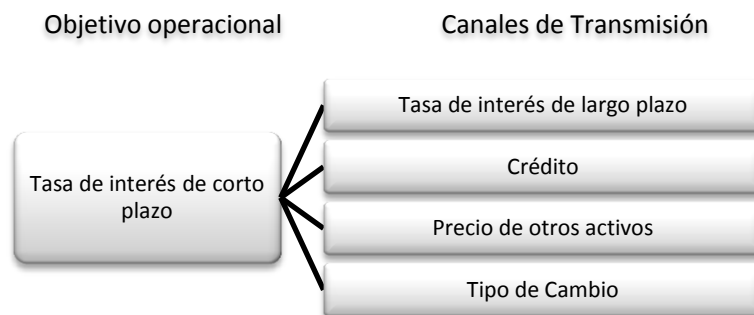 Objetivo operacional
Canales de Transmisión
Tasa de interés de corto
plazo
Tasa de interés de largo plazo
Crédito
Precio de otros activos
Tipo de Cambio